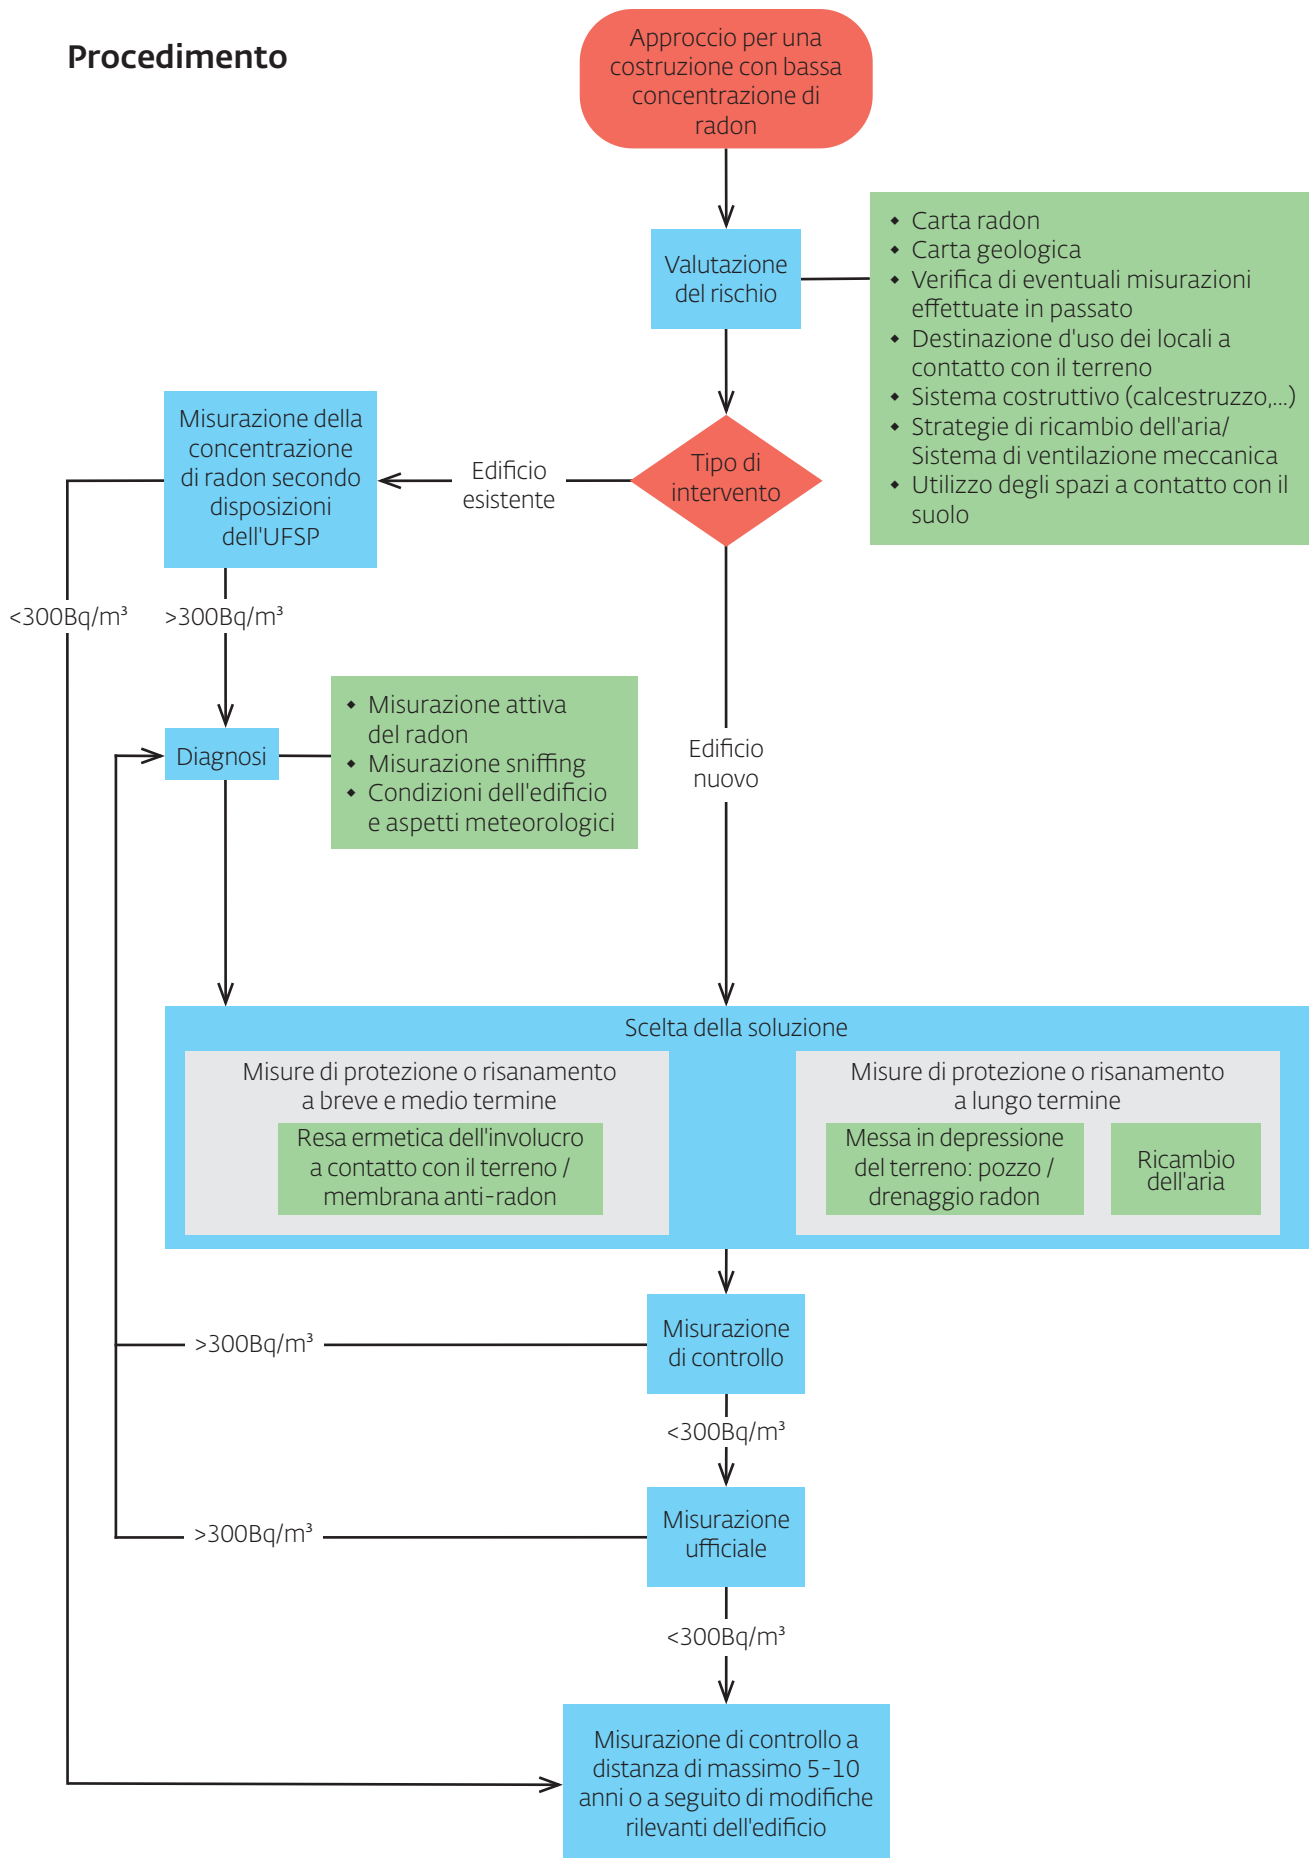 Procedimento
Approccio per una
costruzione con bassa
concentrazione di
radon
Valutazione
del rischio
◆ Carta radon
◆ Carta geologica
◆ Verifica di eventuali misurazioni
effettuate in passato
◆ Destinazione d'uso dei locali a
contatto con il terreno
◆ Sistema costruttivo (calcestruzzo,...)
◆ Strategie di ricambio dell'aria/
Sistema di ventilazione meccanica
◆ Utilizzo degli spazi a contatto con il
suolo
Tipo di
intervento
Edificio
esistente
Misurazione della
concentrazione
di radon secondo
disposizioni
dell'UFSP
<300Bq/m³
>300Bq/m³
Diagnosi
◆ Misurazione attiva
del radon
◆ Misurazione sniffing
◆ Condizioni dell'edificio
e aspetti meteorologici
Edificio
nuovo
Scelta della soluzione
Misure di protezione o risanamento
a breve e medio termine
Resa ermetica dell'involucro
a contatto con il terreno /
membrana anti-radon
Misure di protezione o risanamento
a lungo termine
Messa in depressione
del terreno: pozzo /
drenaggio radon
Ricambio
dell'aria
Misurazione
di controllo
>300Bq/m³
<300Bq/m³
Misurazione
ufficiale
>300Bq/m³
<300Bq/m³
Misurazione di controllo a
distanza di massimo 5-10
anni o a seguito di modifiche
rilevanti dell'edificio